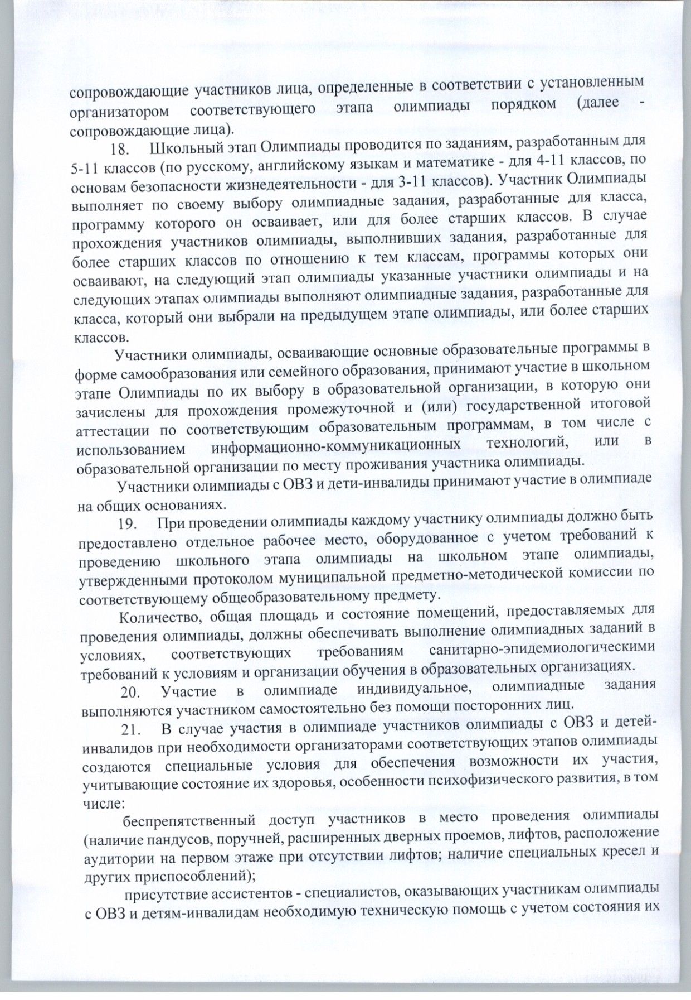 сопровождающие участников лица, определенные в соответствии с установленным
организатором соответствующего этапа олимпиады порядком (далее -
сопровождающие лица).
18. Школьный этап Олимпиады проводится по заданиям, разработанным для
5-11 классов (по русскому, английскому языкам и математике - для 4-11 классов, по
основам безопасности жизнедеятельности - для 3-11 классов). Участник Олимпиады
выполняет по своему выбору олимпиадные задания, разработанные для класса,
программу которого он осваивает, или для более старших классов. В случае
прохождения участников олимпиады, выполнивших задания, разработанные для
более старших классов по отношению к тем классам, программы которых они
осваивают, на следующий этап олимпиады указанные участники олимпиады и на
следующих этапах олимпиады выполняют олимпиадные задания, разработанные для
класса, который они выбрали на предыдущем этапе олимпиады, или более старших
классов.
Участники олимпиады, осваивающие основные образовательные программы в
форме самообразования или семейного образования, принимают участие в школьном
этапе Олимпиады по их выбору в образовательной организации, в которую они
зачислены для прохождения промежуточной и (или) государственной итоговой
аттестации по соответствующим образовательным программам, в том числе с
использованием информационно-коммуникационных технологий, или в
образовательной организации по месту проживания участника олимпиады.
Участники олимпиады с ОВЗ и дети-инвалиды принимают участие в олимпиаде
на общих основаниях.
19. При проведении олимпиады каждому участнику олимпиады должно быть
предоставлено отдельное рабочее место, оборудованное с учетом требований к
проведению школьного этапа олимпиады на школьном этапе олимпиады,
утвержденными протоколом муниципальной предметно-методической комиссии по
соответствующему общеобразовательному предмету.
Количество, общая площадь и состояние помещений, предоставляемых для
проведения олимпиады, должны обеспечивать выполнение олимпиадных заданий в
условиях, соответствующих требованиям санитарно-эпидемиологическими
требований к условиям и организации обучения в образовательных организациях.
20. Участие в олимпиаде индивидуальное, олимпиадные задания
выполняются участником самостоятельно без помощи посторонних лиц.
21. В случае участия в олимпиаде участников олимпиады с ОВЗ и детей-
инвалидов при необходимости организаторами соответствующих этапов олимпиады
создаются специальные условия для обеспечения возможности их участия,
учитывающие состояние их здоровья, особенности психофизического развития, в том
числе:
беспрепятственный доступ участников в место проведения олимпиады
(наличие пандусов, поручней, расширенных дверных проемов, лифтов, расположение
аудитории на первом этаже при отсутствии лифтов; наличие специальных кресел и
других приспособлений);
присутствие ассистентов - специалистов, оказывающих участникам олимпиады
с ОВЗ и детям-инвалидам необходимую техническую помощь с учетом состояния их